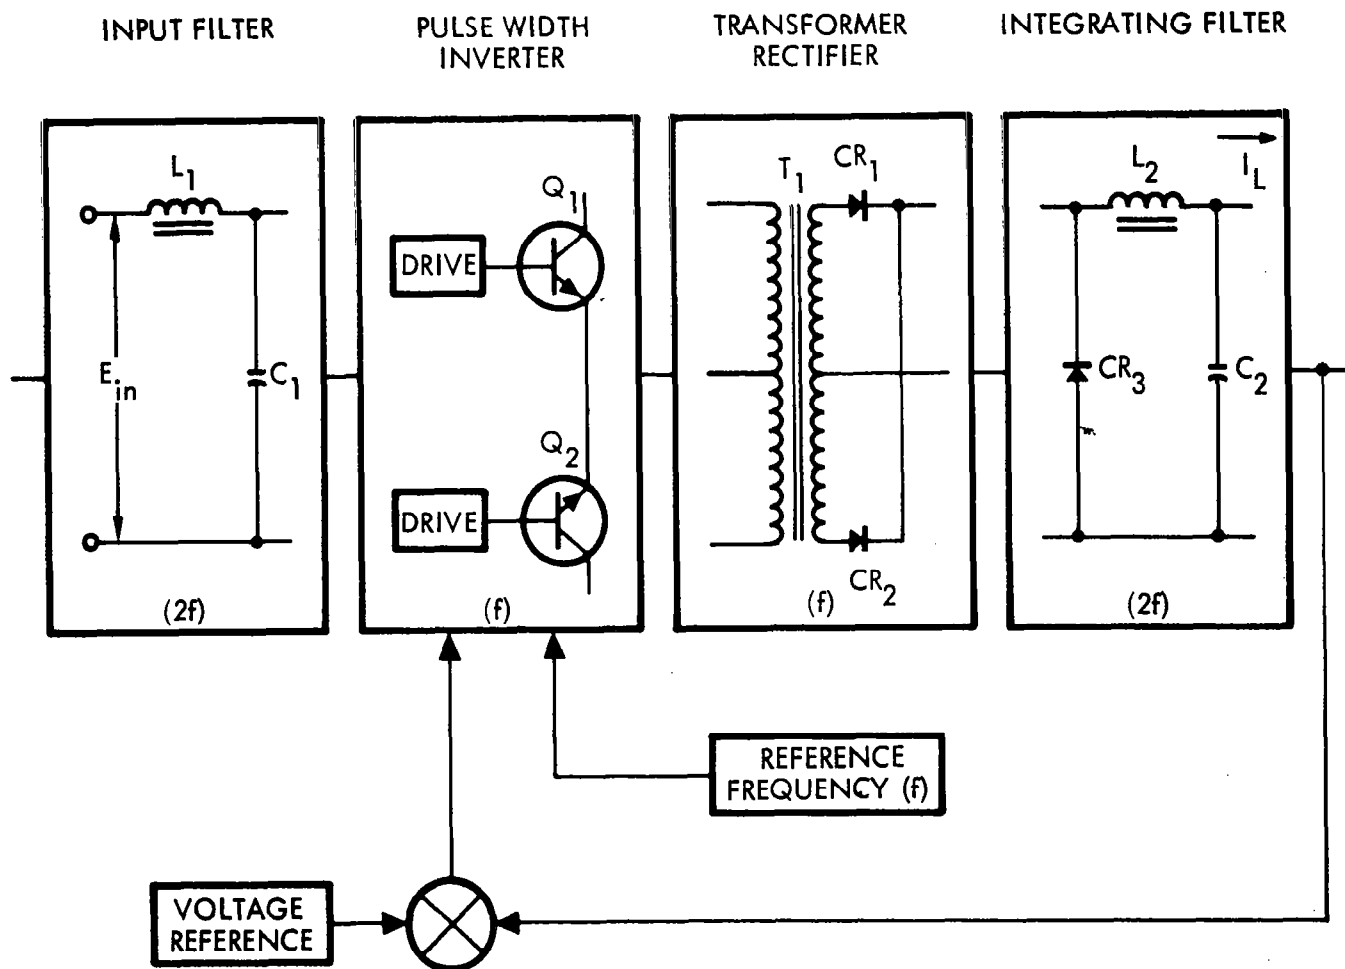 INPUT FILTER
PULSE WIDTH
INVERTER
TRANSFORMER
RECTIFIER
INTEGRATING FILTER
L1
Ein
C1
(2f)
Q1
DRIVE
Q2
DRIVE
(f)
T1
CR1
CR2
(f)
L2
IL
CR3
C2
(2f)
REFERENCE
FREQUENCY (f)
VOLTAGE
REFERENCE